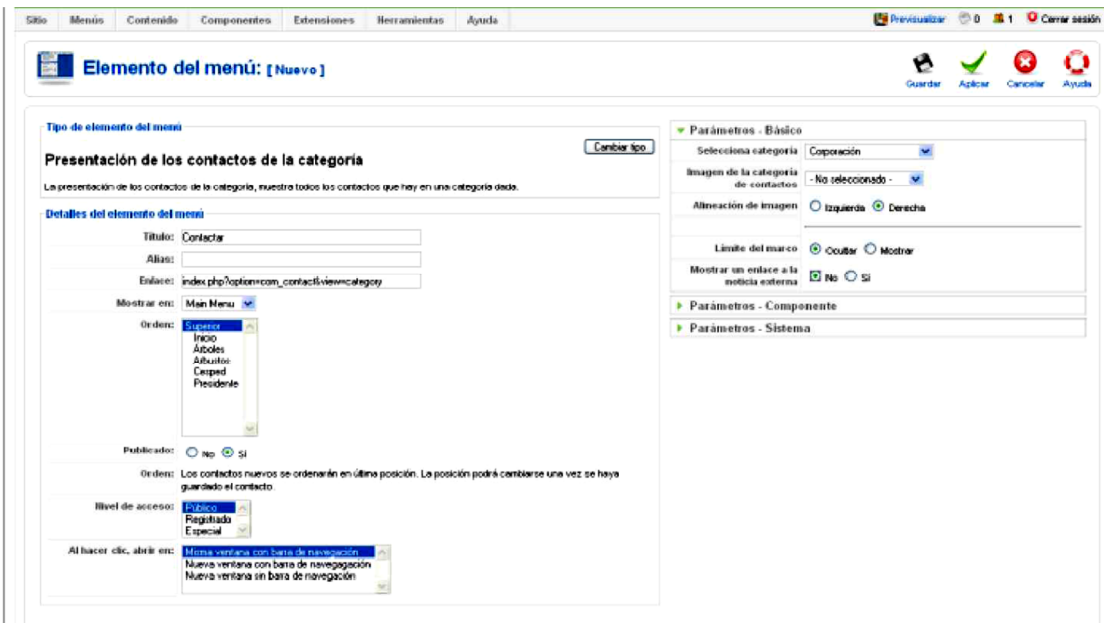 Sitio Menús Contenido Componentes Extensiones Herramientas Ayuda Previsualizar 0 1 Cerrar sesión
Elemento del menú: [Nuevo]
Guardar Aplicar Cancelar Ayuda
Tipo de elemento del menú
Cambiar tipo
Presentación de los contactos de la categoría
La presentación de los contactos de la categoría, muestra todos los contactos que hay en una categoría dada.
Detalles del elemento del menú
Título: Contactar
Alias:
Enlace: index.php?option=com_contact&view=category
Mostrar en: Main Menu
Orden: Superior
Inicio
Árboles
Arbustos
Cesped
Presidente
Publicado: No Sí
Orden: Los contactos nuevos se ordenarán en última posición. La posición podrá cambiarse una vez se haya
guardado el contacto.
Nivel de acceso: Público
Registrado
Especial
Al hacer clic, abrir en: Misma ventana con barra de navegación
Nueva ventana con barra de navegagación
Nueva ventana sin barra de navegación
Parámetros - Básico
Selecciona categoría Corporación
Imagen de la categoría
de contactos - No seleccionado -
Alineación de imagen Izquierda Derecha
Límite del marco Ocultar Mostrar
Mostrar un enlace a la
noticia externa No Sí
Parámetros - Componente
Parámetros - Sistema